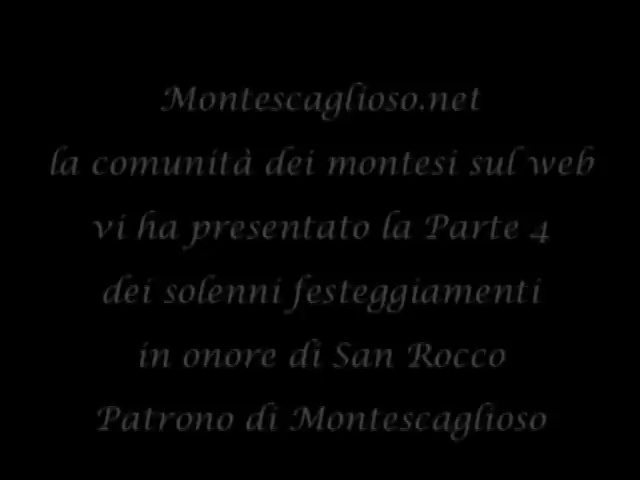 Montescaglioso.net
la comunità dei montesi sul web
vi ha presentato la Parte 4
dei solenni festeggiamenti
in onore di San Rocco
Patrono di Montescaglioso